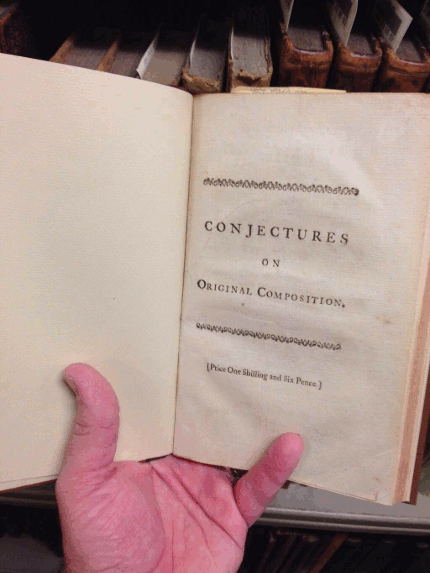 CONJECTURES
ON
ORIGINAL COMPOSITION.
[Price One Shilling and Six Pence.]